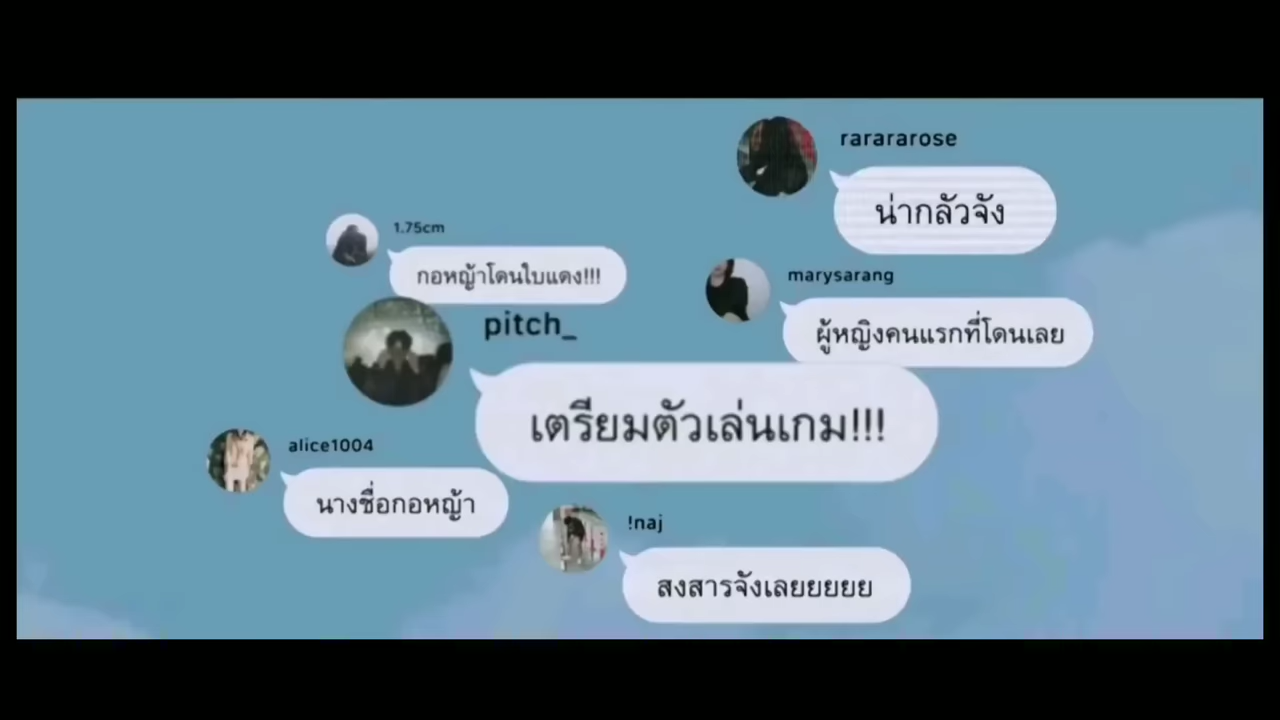 rarararose
น่ากลัวจัง
1.75cm
กอหญ้าโดนใบแดง!!!
marysarang
ผู้หญิงคนแรกที่โดนเลย
pitch_
เตรียมตัวเล่นเกม!!!
alice1004
นางชื่อกอหญ้า
!naj
สงสารจังเลยยยยย